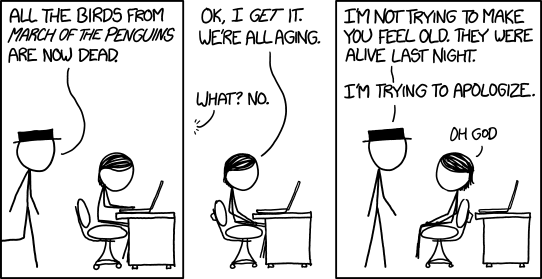 ALL THE BIRDS FROM
MARCH OF THE PENGUINS
ARE NOW DEAD.
OK, I GET IT.
WE'RE ALL AGING.
WHAT? NO.
I'M NOT TRYING TO MAKE
YOU FEEL OLD. THEY WERE
ALIVE LAST NIGHT.
I'M TRYING TO APOLOGIZE.
OH GOD